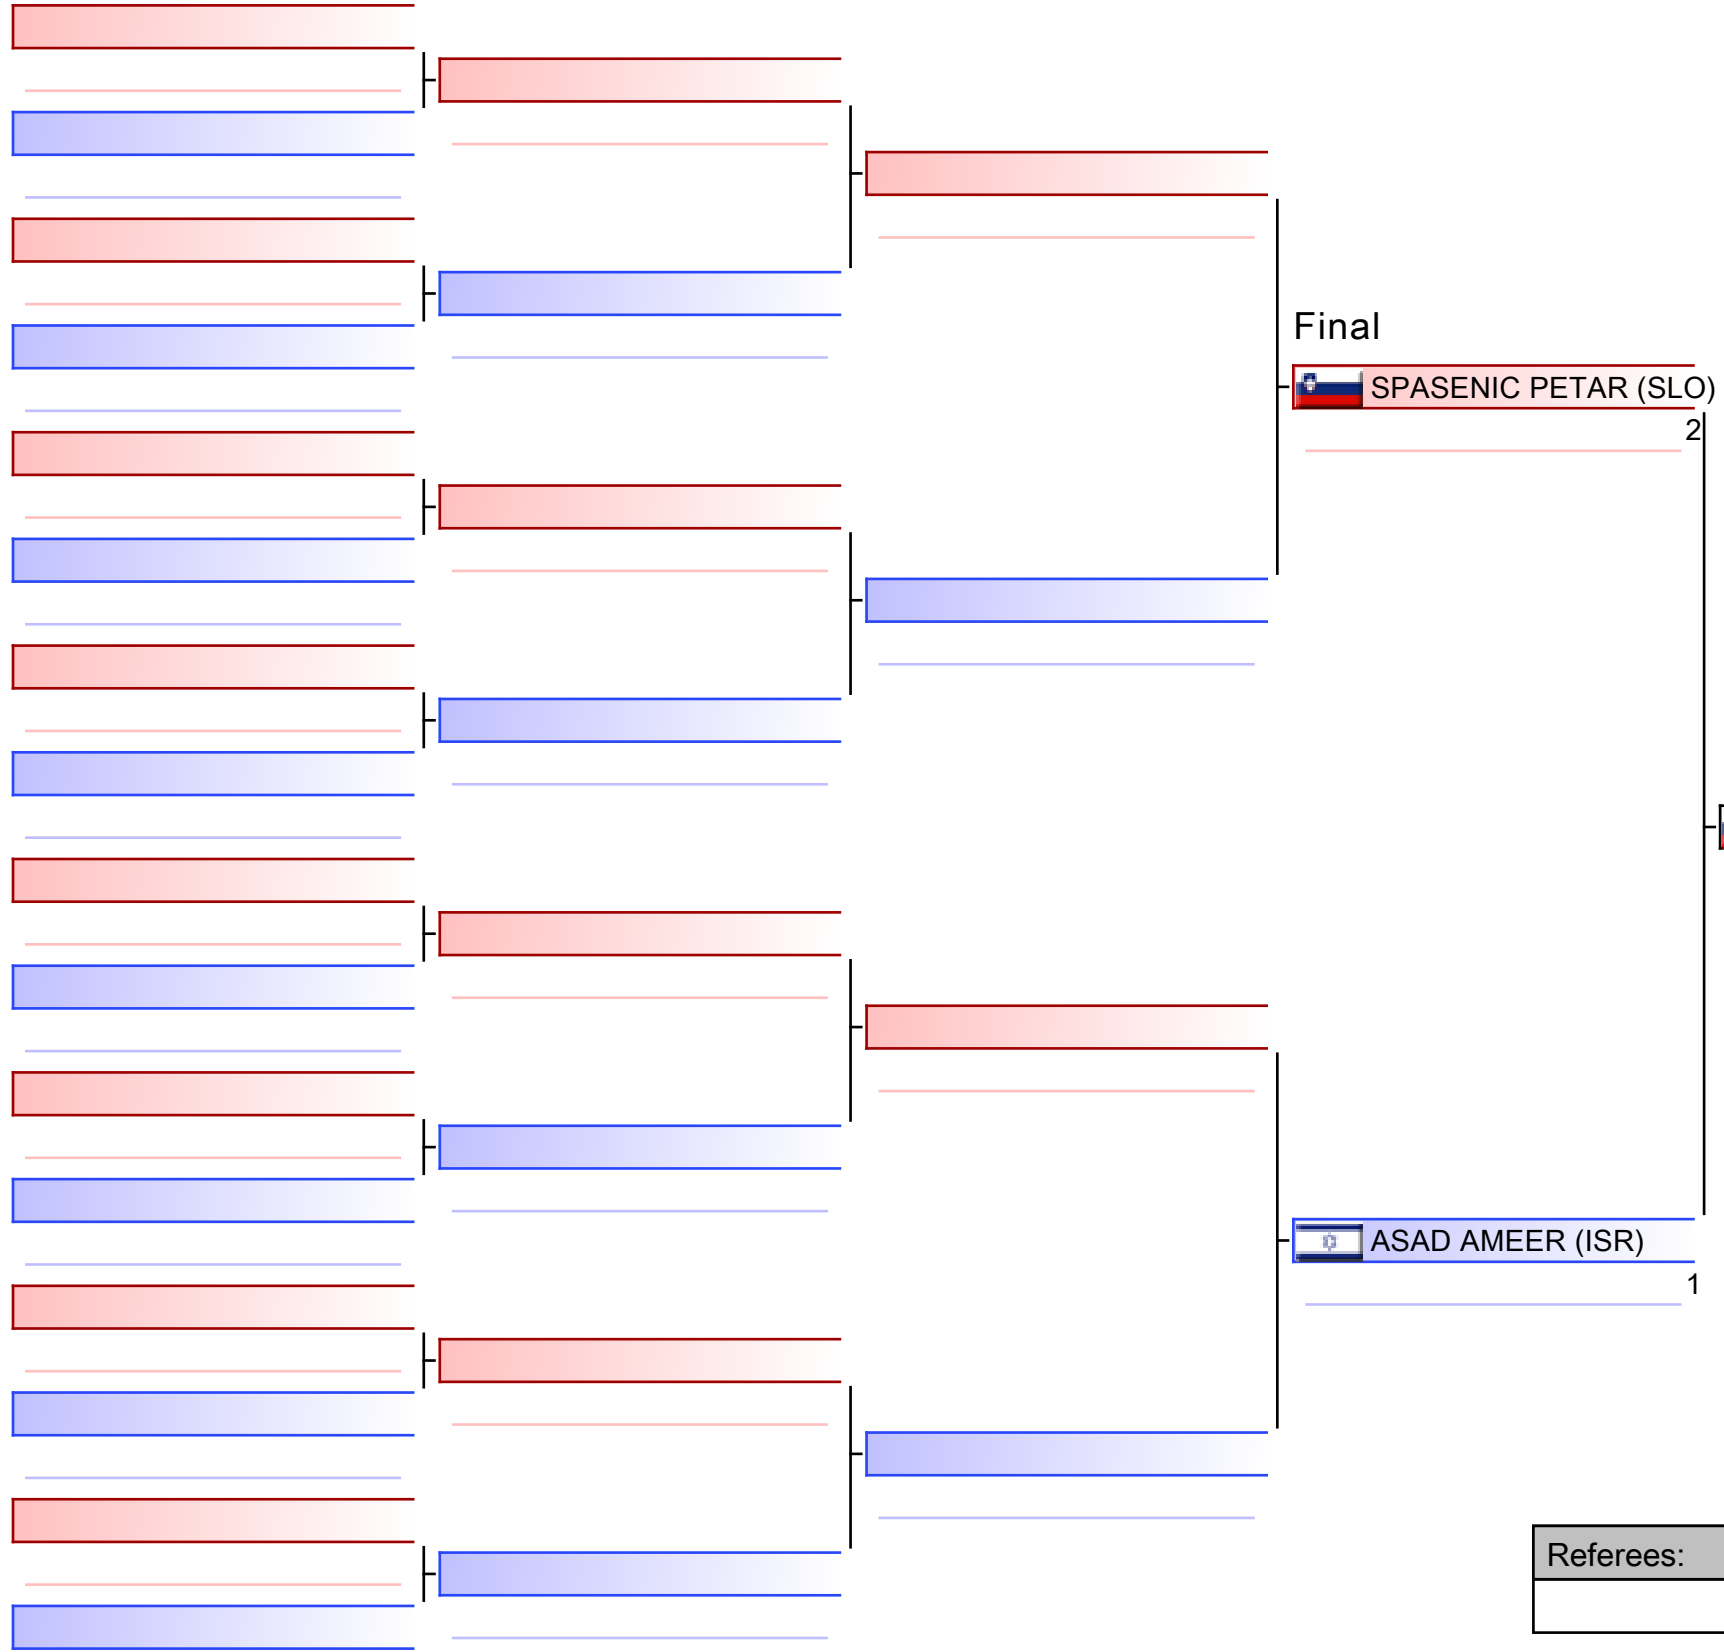 Final
SPASENIC PETAR (SLO)
2
ASAD AMEER (ISR)
1
Referees: